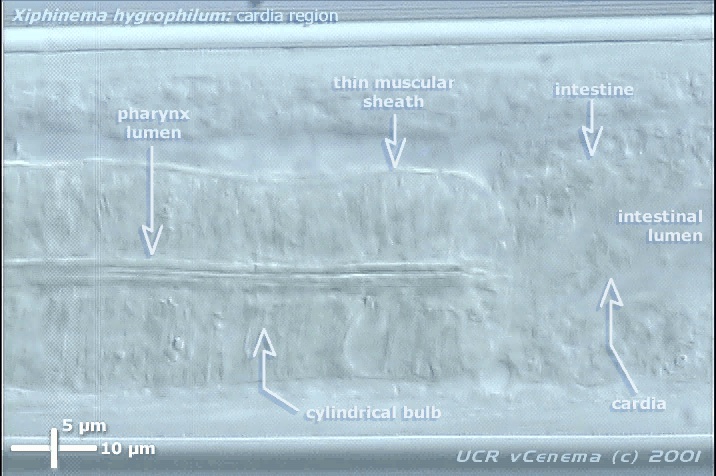 Xiphinema hygrophilum: cardia region
thin muscular
sheath
intestine
pharynx
lumen
intestinal
lumen
cardia
cylindrical bulb
5 µm
10 µm
UCR vCenema (c) 2001